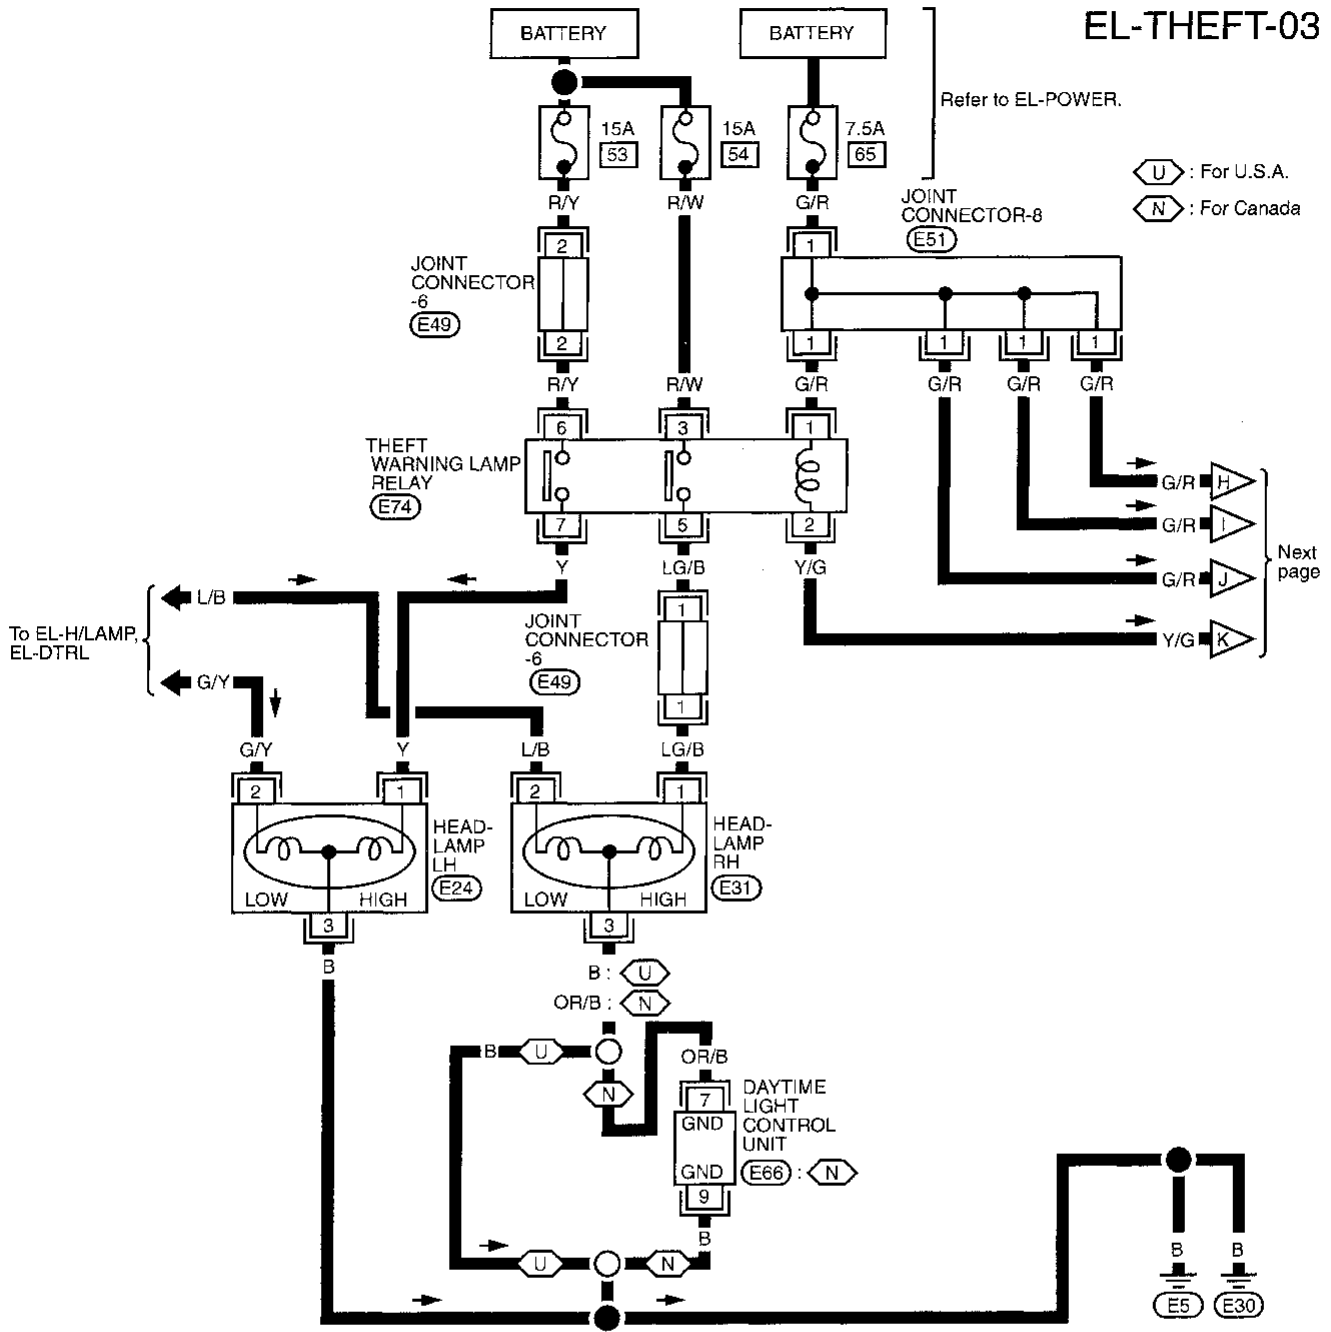 EL-THEFT-03
BATTERY
BATTERY
Refer to EL-POWER.
15A
53
15A
54
7.5A
65
U : For U.S.A.
N : For Canada
R/Y
R/W
G/R
JOINT
CONNECTOR-8
E51
2
1
JOINT
CONNECTOR
-6
E49
2
1
1
1
1
R/Y
R/W
G/R
G/R
G/R
G/R
6
3
1
THEFT
WARNING LAMP
RELAY
E74
7
5
2
G/R H
G/R I
G/R J
Y/G K
Next
page
Y
LG/B
Y/G
L/B
To EL-H/LAMP,
EL-DTRL
G/Y
JOINT
CONNECTOR
-6
E49
1
1
G/Y
Y
L/B
LG/B
2
1
2
1
HEAD-
LAMP
LH
E24
HEAD-
LAMP
RH
E31
LOW
HIGH
LOW
HIGH
3
3
B
B : U
OR/B : N
B
U
N
OR/B
7
GND
GND
9
DAYTIME
LIGHT
CONTROL
UNIT
E66 : N
B
U
N
B
B
E5
E30